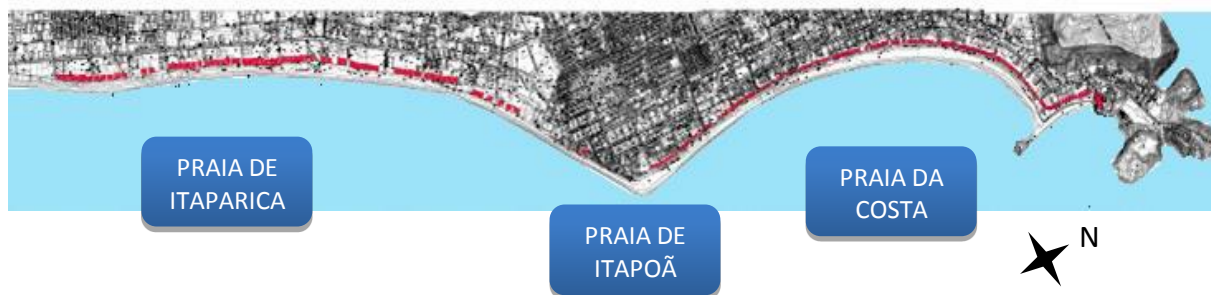 PRAIA DE
ITAPARICA
PRAIA DE
ITAPOÃ
PRAIA DA
COSTA
N